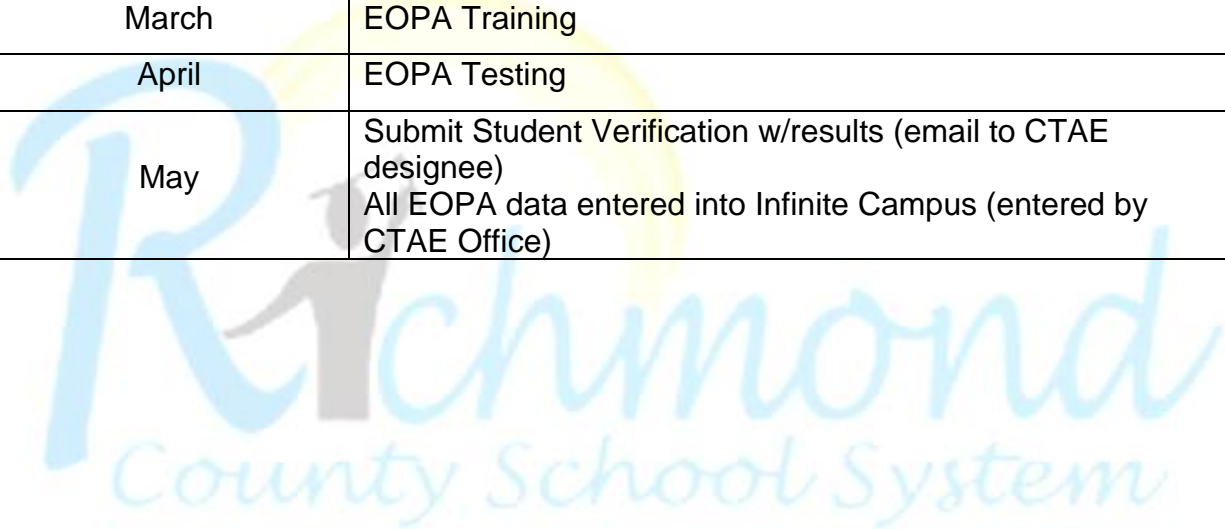 March
EOPA Training
April
EOPA Testing
May
Submit Student Verification w/results (email to CTAE
designee)
All EOPA data entered into Infinite Campus (entered by
CTAE Office)
Richmond
County School System